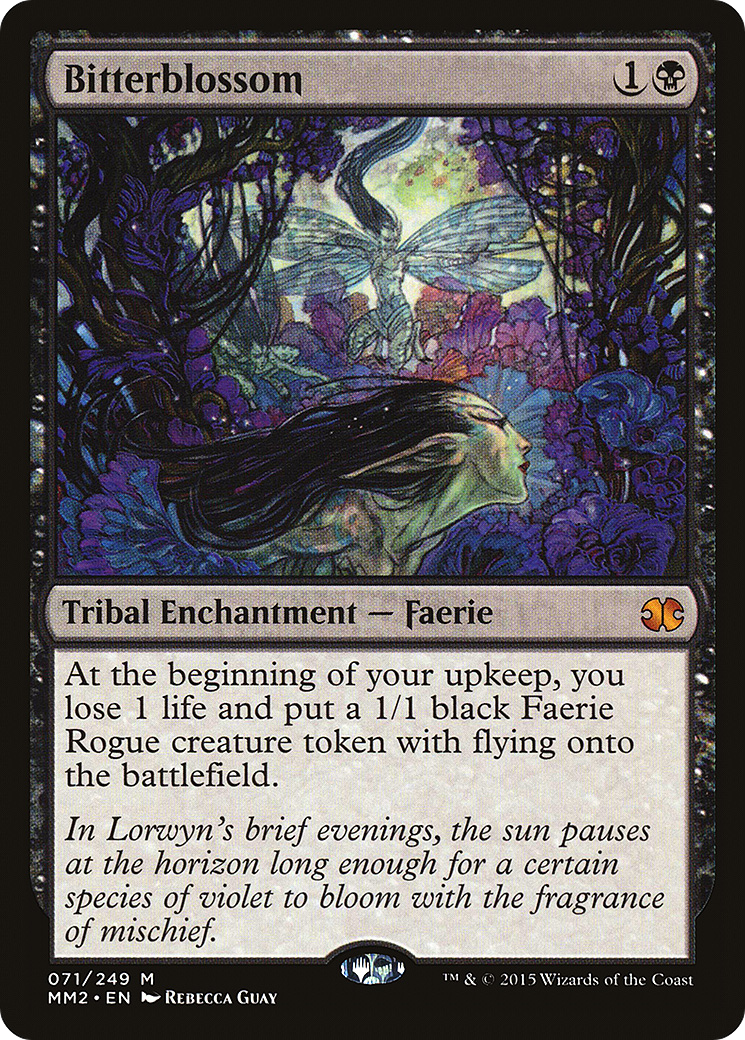 Bitterblossom
1
Tribal Enchantment — Faerie
At the beginning of your upkeep, you
lose 1 life and put a 1/1 black Faerie
Rogue creature token with flying onto
the battlefield.
In Lorwyn's brief evenings, the sun pauses
at the horizon long enough for a certain
species of violet to bloom with the fragrance
of mischief.
071/249 M
MM2 • EN Rebecca Guay
™ & © 2015 Wizards of the Coast